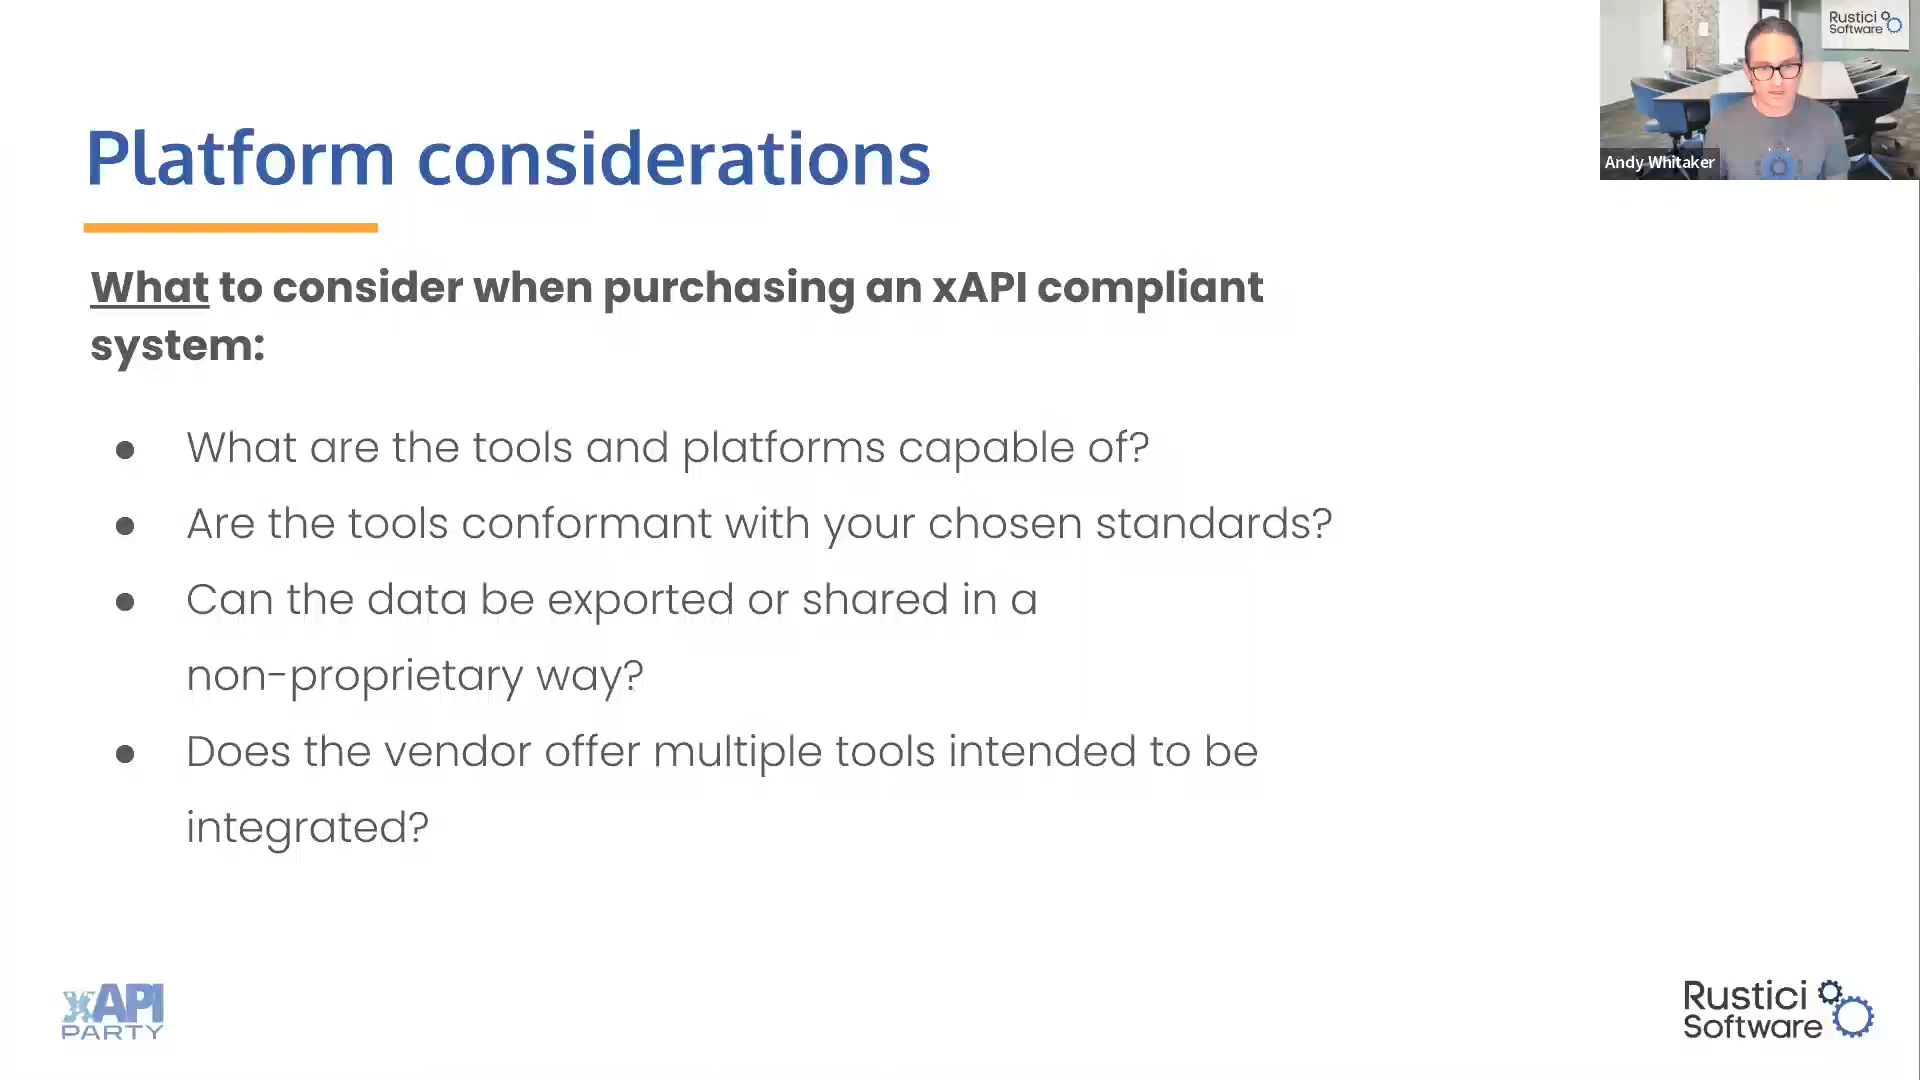 Rustici
Software
Andy Whitaker
Platform considerations
What to consider when purchasing an xAPI compliant
system:
● What are the tools and platforms capable of?
● Are the tools conformant with your chosen standards?
● Can the data be exported or shared in a
non-proprietary way?
● Does the vendor offer multiple tools intended to be
integrated?
xAPI
PARTY
Rustici
Software